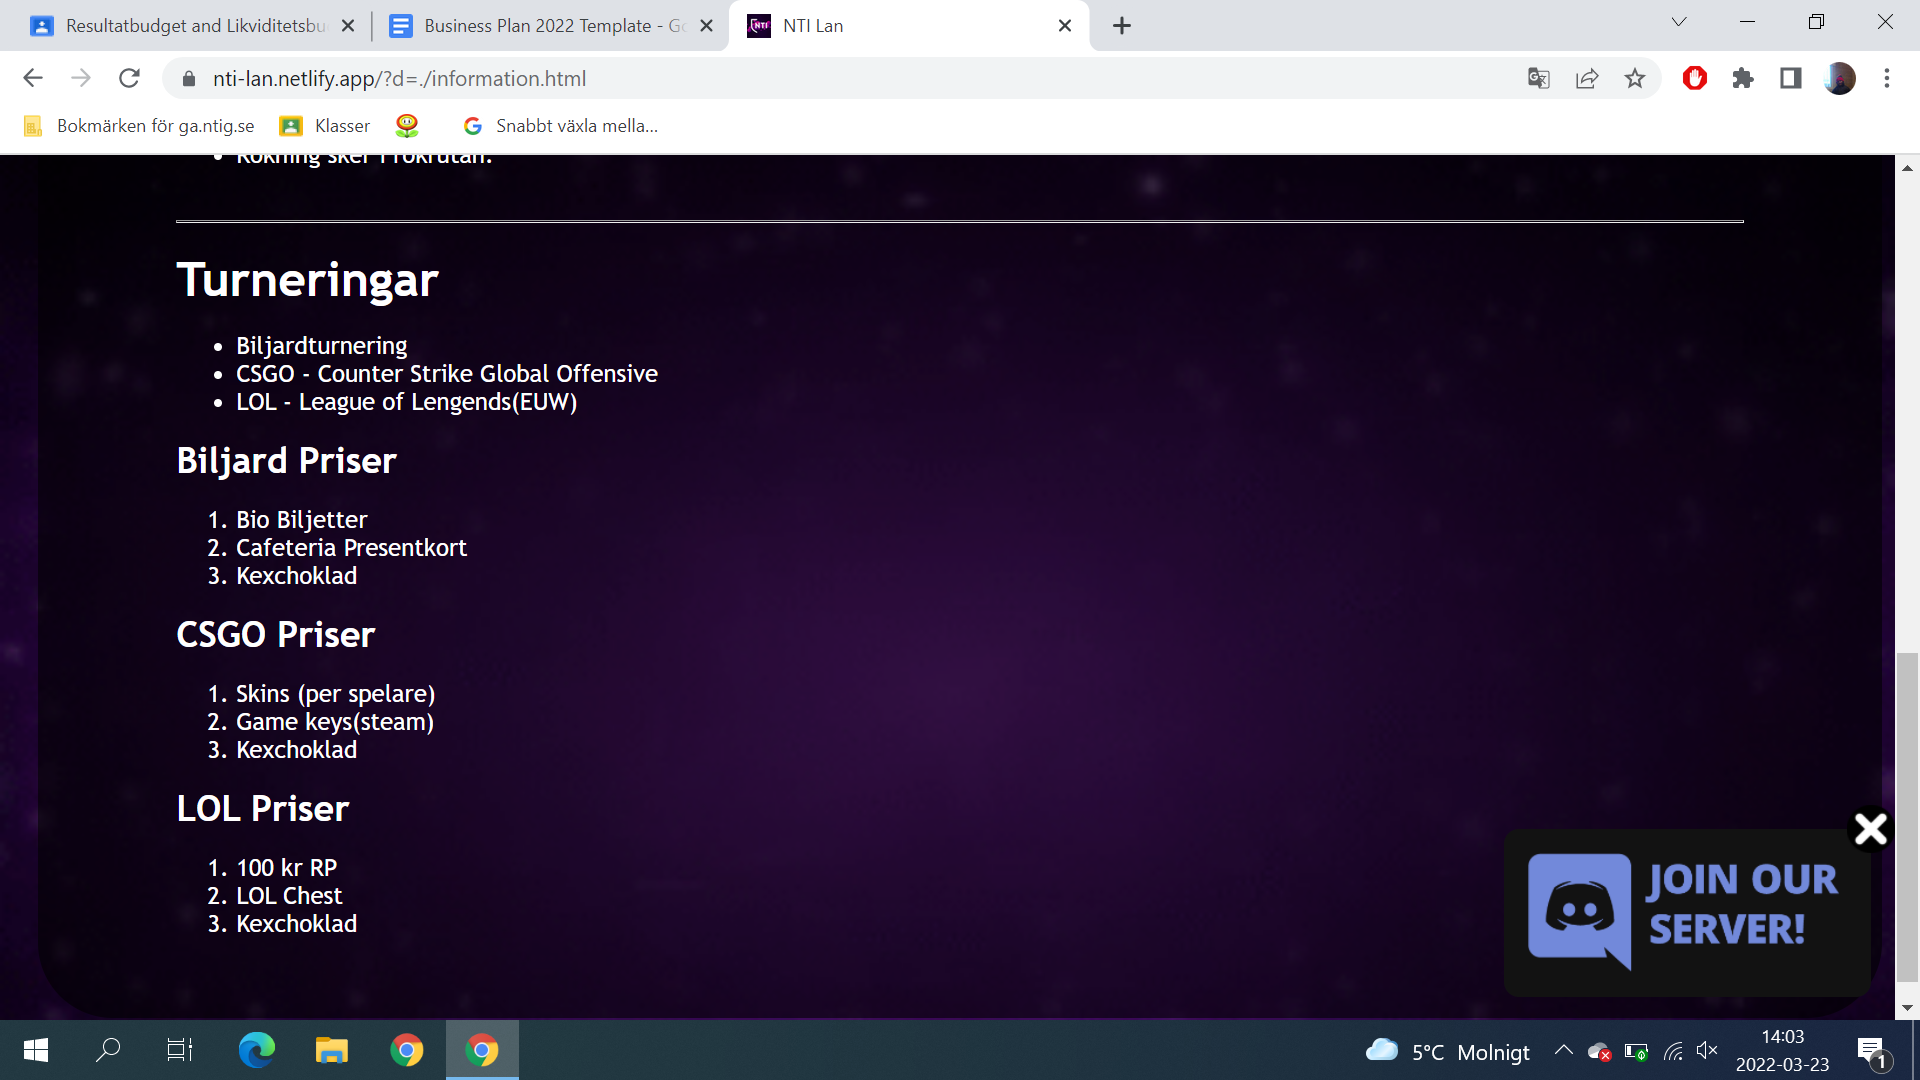 Resultatbudget and Likviditetsbu
Business Plan 2022 Template - Go
NTI Lan
nti-lan.netlify.app/?d=./information.html
Bokmärken för ga.ntig.se
Klasser
Snabbt växla mella...
Rökning sker i rökrutan.
Turneringar
• Biljardturnering
• CSGO - Counter Strike Global Offensive
• LOL - League of Lengends(EUW)
Biljard Priser
1. Bio Biljetter
2. Cafeteria Presentkort
3. Kexchoklad
CSGO Priser
1. Skins (per spelare)
2. Game keys(steam)
3. Kexchoklad
LOL Priser
1. 100 kr RP
2. LOL Chest
3. Kexchoklad
JOIN OUR
SERVER!
5°C Molnigt
14:03
2022-03-23
1